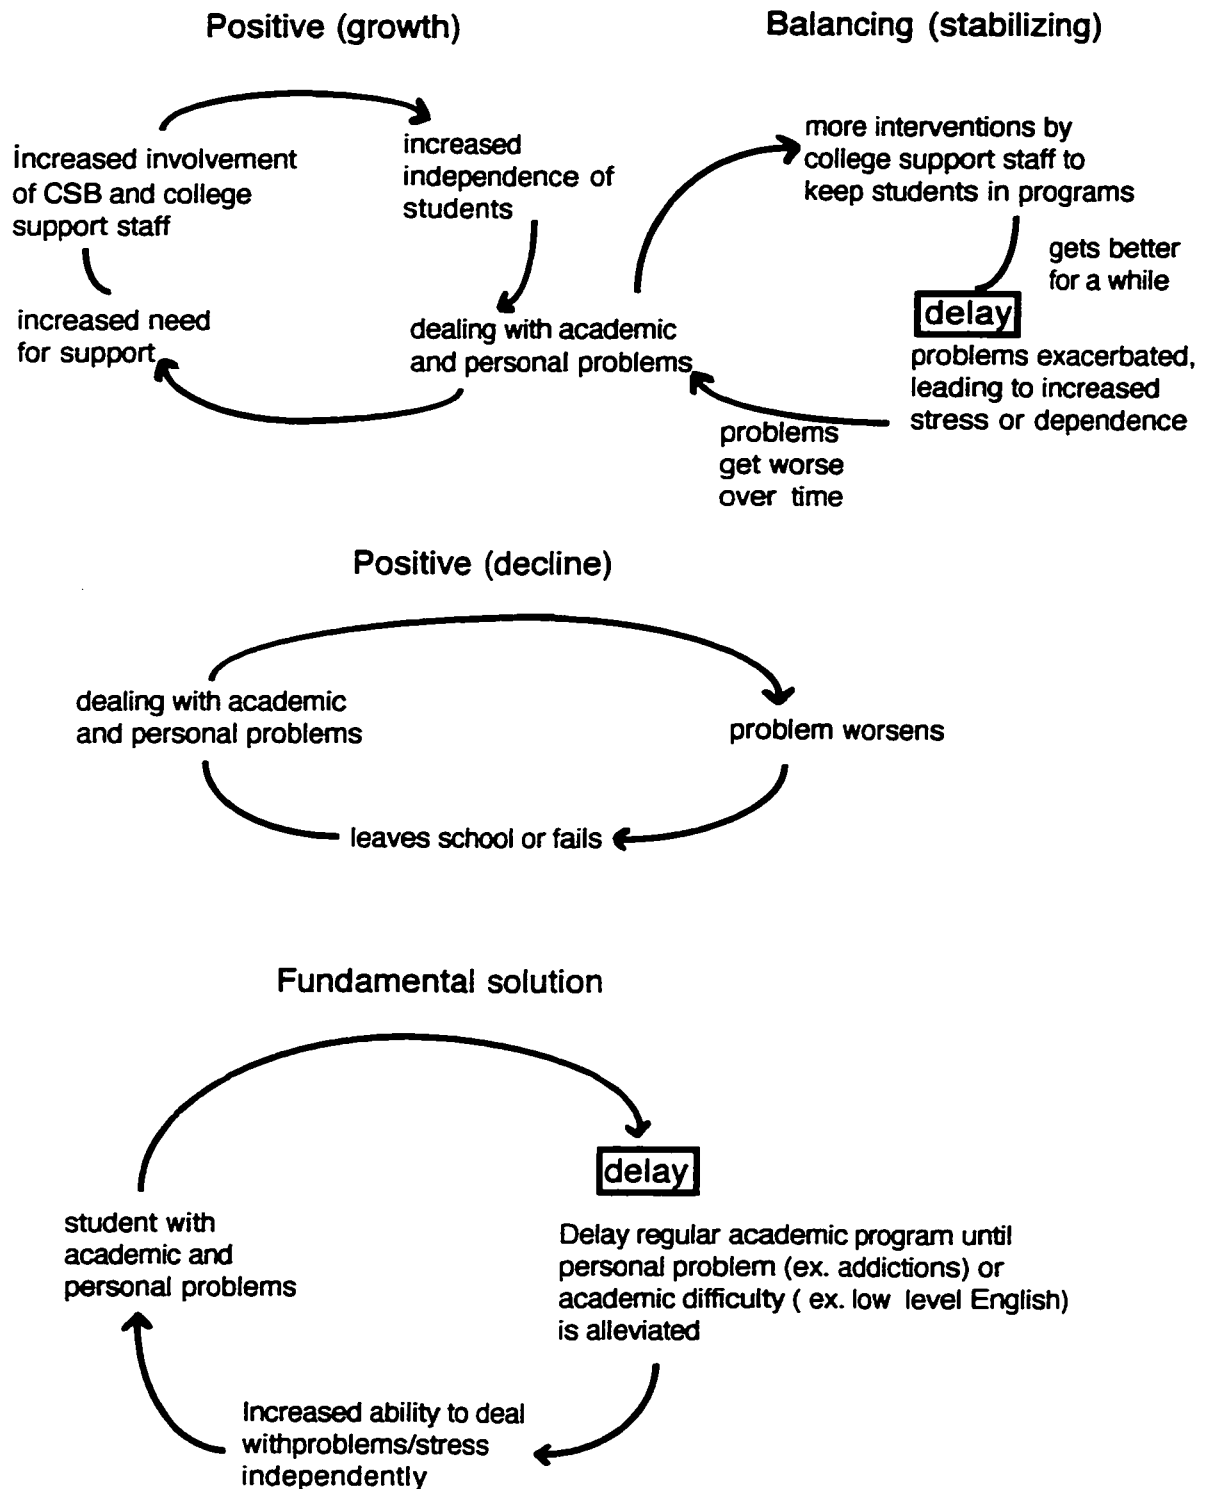 Positive (growth)
Balancing (stabilizing)
increased involvement
of CSB and college
support staff
increased
independence of
students
increased need
for support
dealing with academic
and personal problems
more interventions by
college support staff to
keep students in programs
gets better
for a while
delay
problems exacerbated,
leading to increased
stress or dependence
problems
get worse
over time
Positive (decline)
dealing with academic
and personal problems
problem worsens
leaves school or fails
Fundamental solution
delay
student with
academic and
personal problems
Delay regular academic program until
personal problem (ex. addictions) or
academic difficulty ( ex. low level English)
is alleviated
Increased ability to deal
withproblems/stress
independently